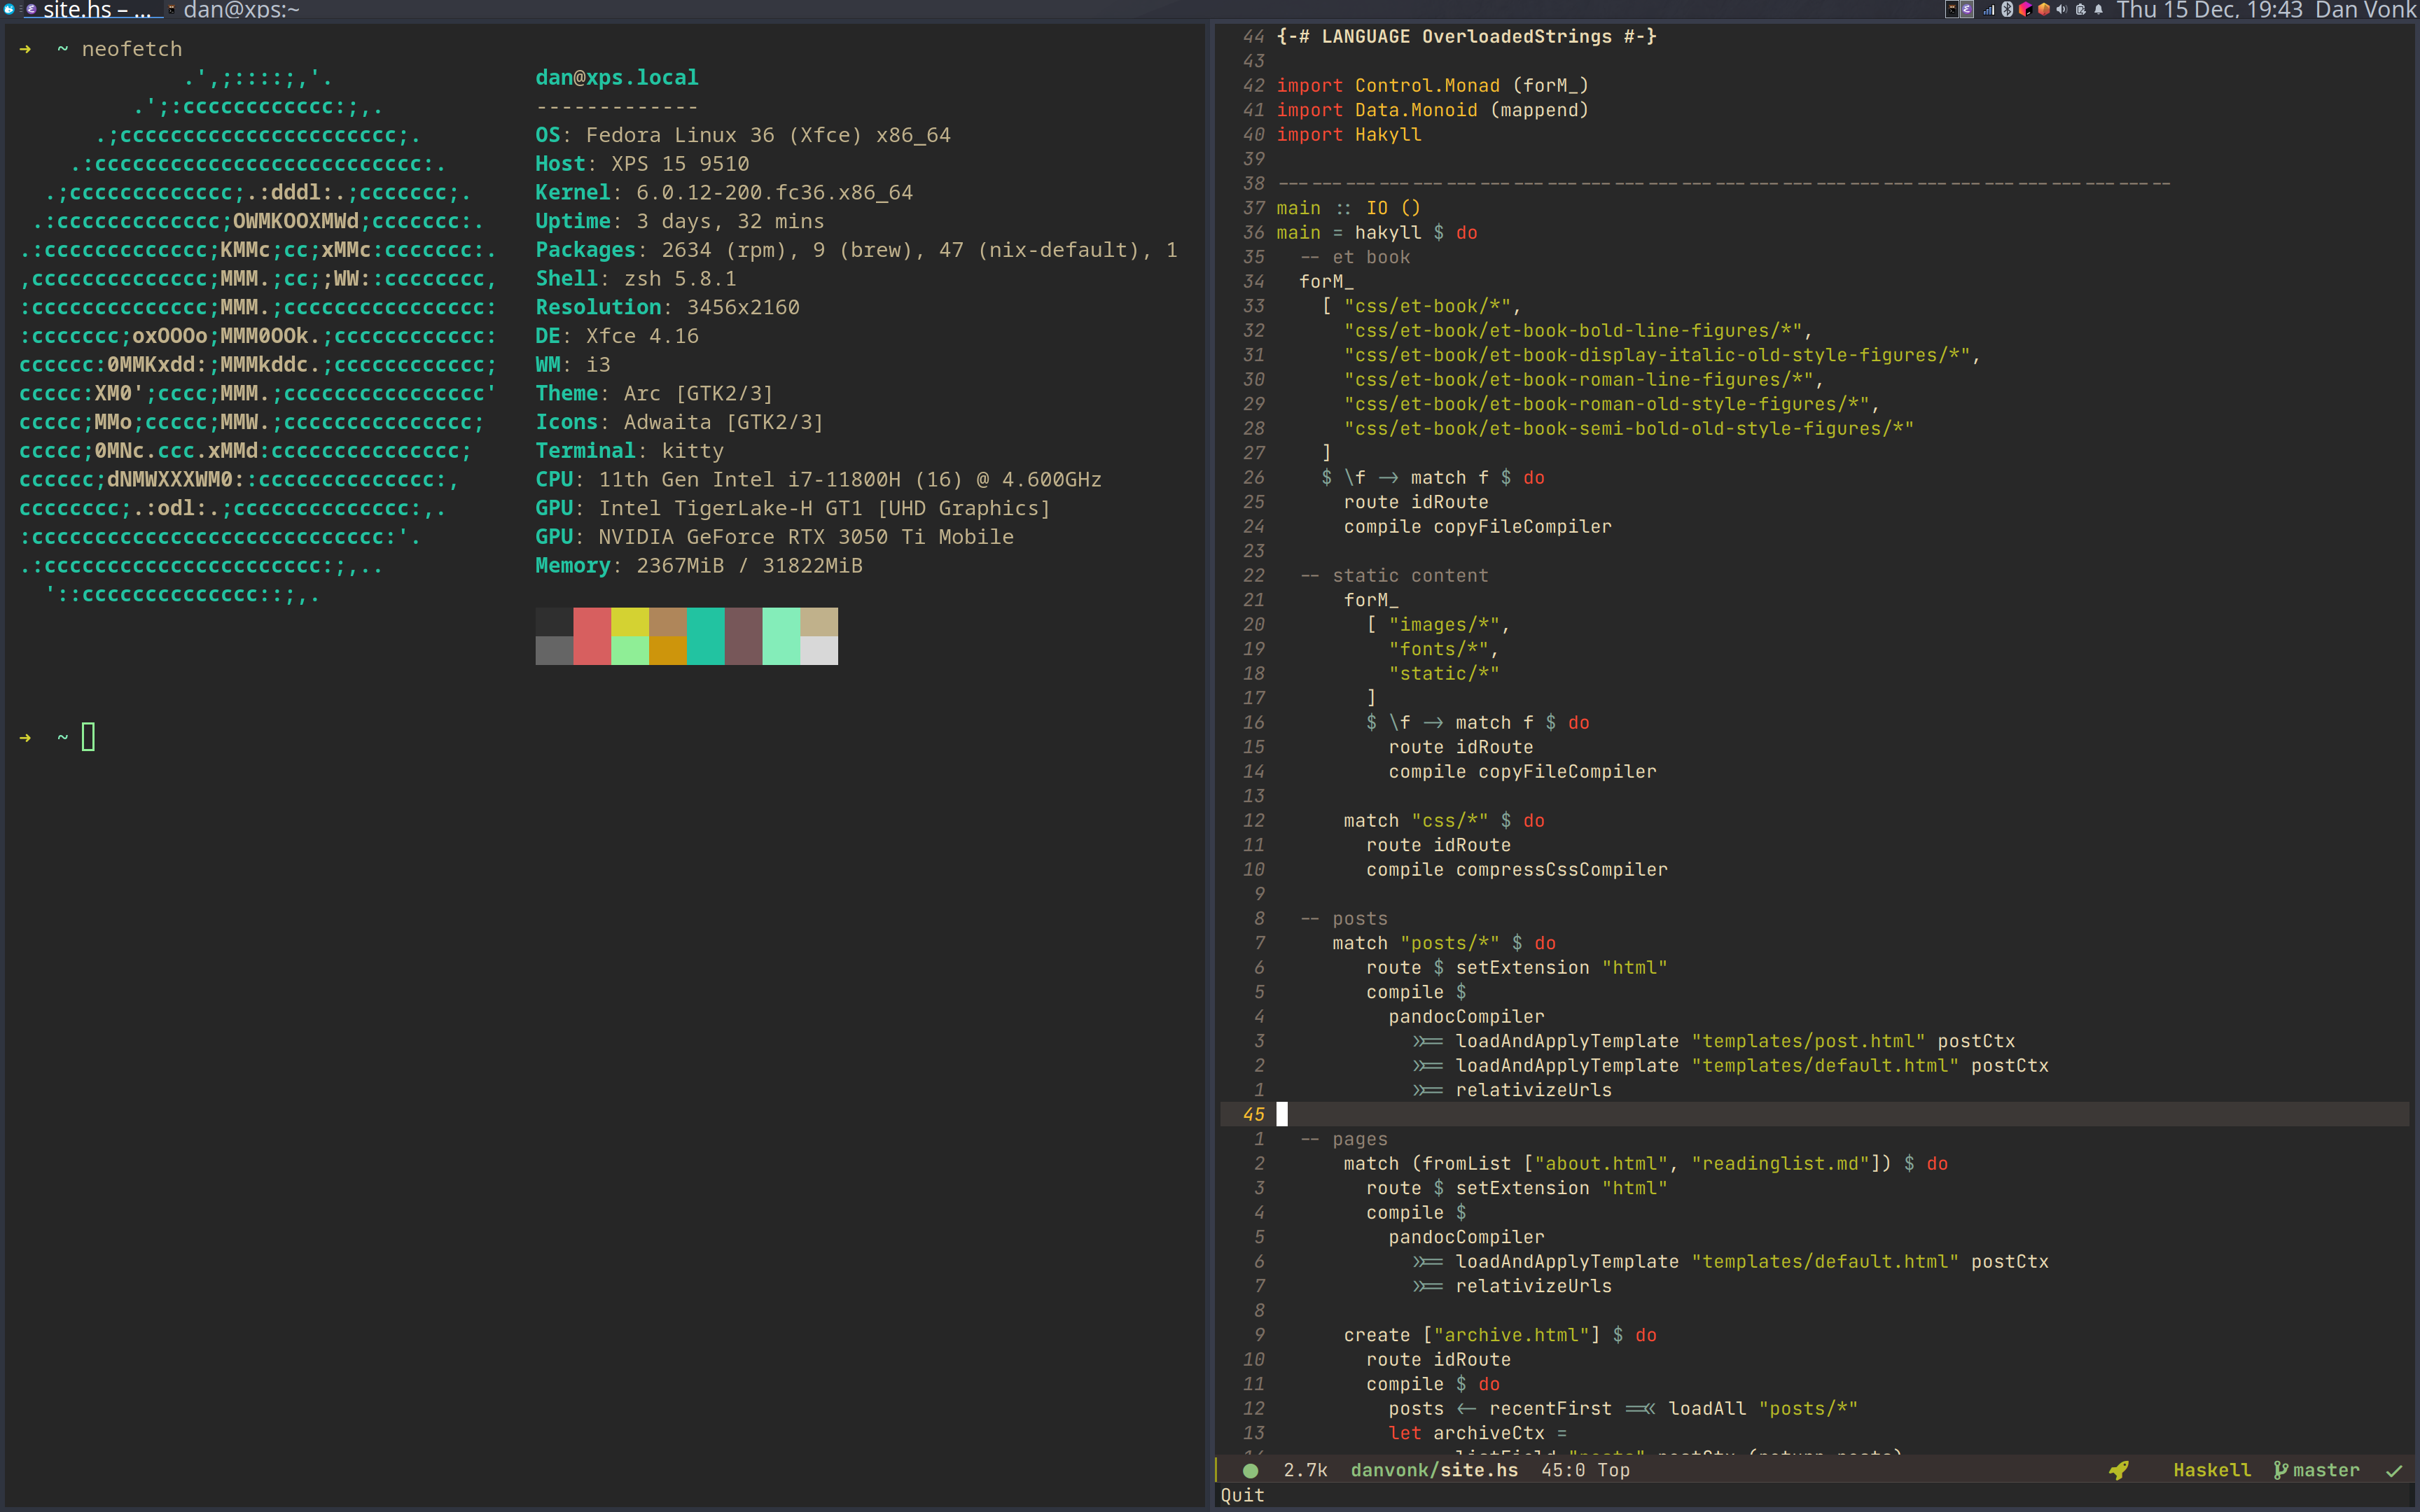 site.hs – ... dan@xps:~ Thu 15 Dec, 19:43 Dan Vonk
➜ ~ neofetch
.',;::::;,'.
.';:cccccccccccc:;,.
.;cccccccccccccccccccccc;.
.:cccccccccccccccccccccccccc:.
.;ccccccccccccc;.:dddl:.;ccccccc;.
.:ccccccccccccc;OWMKOOXMWd;ccccccc:.
.:ccccccccccccc;KMMc;cc;xMMc:ccccccc:.
,cccccccccccccc;MMM.;cc;;WW::cccccccc,
:cccccccccccccc;MMM.;cccccccccccccccc:
:ccccccc;oxOOOo;MMM0OOk.;cccccccccccc:
cccccc:0MMKxdd:;MMMkddc.;cccccccccccc;
ccccc:XM0';cccc;MMM.;cccccccccccccccc'
ccccc;MMo;ccccc;MMW.;ccccccccccccccc;
ccccc;0MNc.ccc.xMMd:ccccccccccccccc;
cccccc;dNMWXXXWM0::cccccccccccccc:,
cccccccc;.:odl:.;cccccccccccccc:,.
:cccccccccccccccccccccccccccc:'.
.:cccccccccccccccccccccc:;,..
'::cccccccccccccc::;,.
dan@xps.local
-------------
OS: Fedora Linux 36 (Xfce) x86_64
Host: XPS 15 9510
Kernel: 6.0.12-200.fc36.x86_64
Uptime: 3 days, 32 mins
Packages: 2634 (rpm), 9 (brew), 47 (nix-default), 1
Shell: zsh 5.8.1
Resolution: 3456x2160
DE: Xfce 4.16
WM: i3
Theme: Arc [GTK2/3]
Icons: Adwaita [GTK2/3]
Terminal: kitty
CPU: 11th Gen Intel i7-11800H (16) @ 4.600GHz
GPU: Intel TigerLake-H GT1 [UHD Graphics]
GPU: NVIDIA GeForce RTX 3050 Ti Mobile
Memory: 2367MiB / 31822MiB
➜ ~
44 {-# LANGUAGE OverloadedStrings #-}
43
42 import Control.Monad (forM_)
41 import Data.Monoid (mappend)
40 import Hakyll
39
38 --------------------------------------------------------------------------------
37 main :: IO ()
36 main = hakyll $ do
35 -- et book
34 forM_
33 [ "css/et-book/*",
32 "css/et-book/et-book-bold-line-figures/*",
31 "css/et-book/et-book-display-italic-old-style-figures/*",
30 "css/et-book/et-book-roman-line-figures/*",
29 "css/et-book/et-book-roman-old-style-figures/*",
28 "css/et-book/et-book-semi-bold-old-style-figures/*"
27 ]
26 $ \f -> match f $ do
25 route idRoute
24 compile copyFileCompiler
23
22 -- static content
21 forM_
20 [ "images/*",
19 "fonts/*",
18 "static/*"
17 ]
16 $ \f -> match f $ do
15 route idRoute
14 compile copyFileCompiler
13
12 match "css/*" $ do
11 route idRoute
10 compile compressCssCompiler
9
8 -- posts
7 match "posts/*" $ do
6 route $ setExtension "html"
5 compile $
4 pandocCompiler
3 >>= loadAndApplyTemplate "templates/post.html" postCtx
2 >>= loadAndApplyTemplate "templates/default.html" postCtx
1 >>= relativizeUrls
45
1 -- pages
2 match (fromList ["about.html", "readinglist.md"]) $ do
3 route $ setExtension "html"
4 compile $
5 pandocCompiler
6 >>= loadAndApplyTemplate "templates/default.html" postCtx
7 >>= relativizeUrls
8
9 create ["archive.html"] $ do
10 route idRoute
11 compile $ do
12 posts <- recentFirst =<< loadAll "posts/*"
13 let archiveCtx =
14 listField "posts" postCtx (return posts)
2.7k danvonk/site.hs 45:0 Top Haskell master
Quit